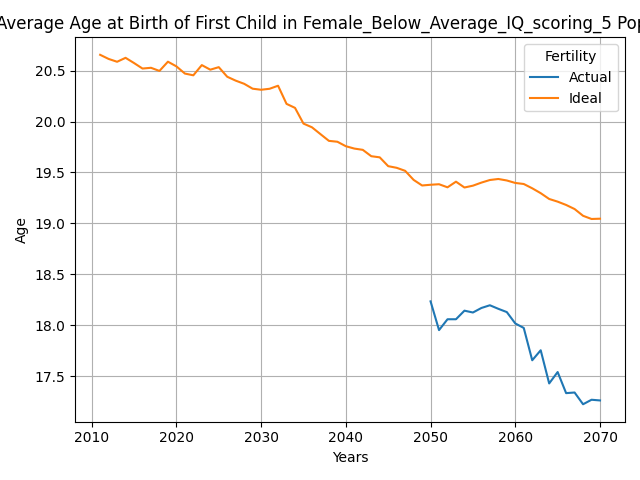 Average Age at Birth of First Child in Female_Below_Average_IQ_scoring_5
Fertility
Actual
Ideal
20.5
20.0
19.5
19.0
18.5
18.0
17.5
Age
2010 2020 2030 2040 2050 2060 2070
Years